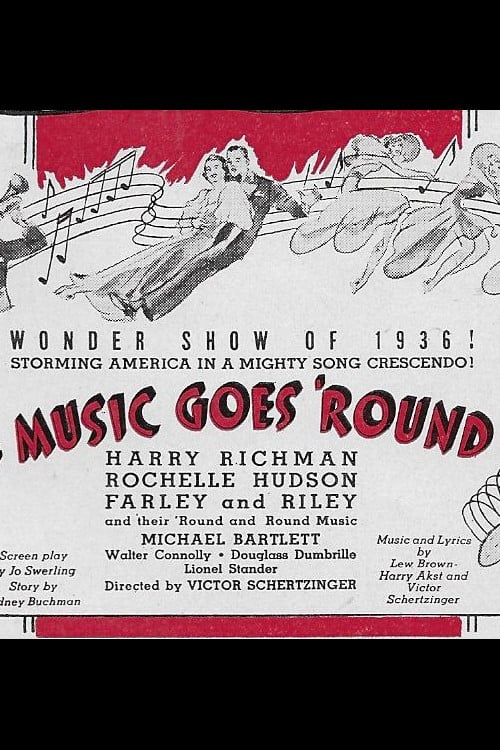 WONDER SHOW OF 1936!
STORMING AMERICA IN A MIGHTY SONG CRESCENDO!
MUSIC GOES 'ROUND
HARRY RICHMAN
ROCHELLE HUDSON
FARLEY and RILEY
and their 'Round and Round Music
MICHAEL BARTLETT
Walter Connolly • Douglass Dumbrille
Lionel Stander
Directed by VICTOR SCHERTZINGER
Screen play
y Jo Swerling
Story by
dney Buchman
Music and Lyrics
by
Lew Brown-
Harry Akst and
Victor
Schertzinger